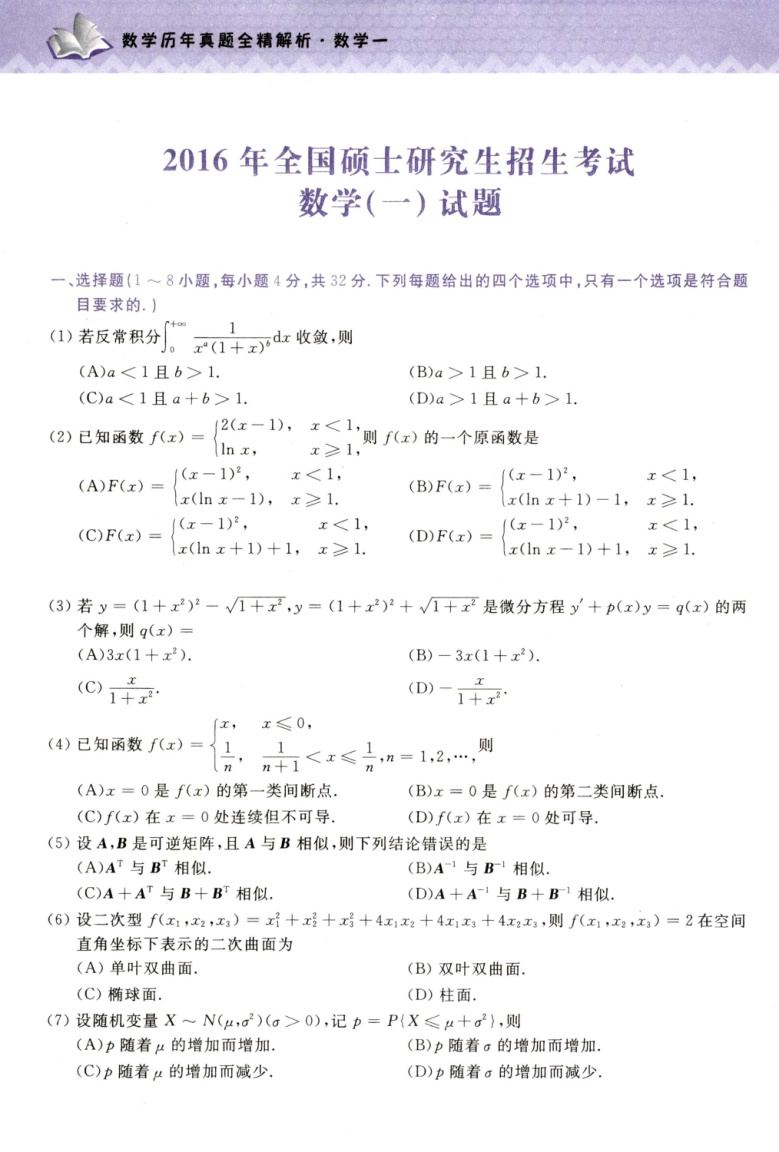 数学历年真题全精解析·数学一
2016 年全国硕士研究生招生考试
数学(一)试题
一、选择题(1～8小题,每小题4分,共32分.下列每题给出的四个选项中,只有一个选项是符合题
目要求的.)
(1) 若反常积分∫₀^{+∞} 1/(xᵃ(1+x)ᵇ) dx 收敛,则
(A)a<1且b>1. (B)a>1且b>1.
(C)a<1且a+b>1. (D)a>1且a+b>1.
(2) 已知函数 f(x) = { 2(x-1), x<1, ln x, x⩾1, 则 f(x) 的一个原函数是
(A)F(x) = { (x-1)², x<1, x(ln x-1), x⩾1. (B)F(x) = { (x-1)², x<1, x(ln x+1)-1, x⩾1.
(C)F(x) = { (x-1)², x<1, x(ln x+1)+1, x⩾1. (D)F(x) = { (x-1)², x<1, x(ln x-1)+1, x⩾1.
(3) 若 y = (1+x²)² - √(1+x²), y = (1+x²)² + √(1+x²) 是微分方程 y′+p(x)y = q(x) 的两
个解,则 q(x) =
(A)3x(1+x²). (B)-3x(1+x²).
(C) x/(1+x²). (D)- x/(1+x²).
(4) 已知函数 f(x) = { x, x⩽0, 1/n, 1/(n+1)<x⩽1/n, n=1,2,…, 则
(A)x = 0 是 f(x) 的第一类间断点. (B)x = 0 是 f(x) 的第二类间断点.
(C)f(x) 在 x = 0 处连续但不可导. (D)f(x) 在 x = 0 处可导.
(5) 设 A,B 是可逆矩阵,且 A 与 B 相似,则下列结论错误的是
(A)Aᵀ 与 Bᵀ 相似. (B)A⁻¹ 与 B⁻¹ 相似.
(C)A+Aᵀ 与 B+Bᵀ 相似. (D)A+A⁻¹ 与 B+B⁻¹ 相似.
(6) 设二次型 f(x₁,x₂,x₃) = x₁²+x₂²+x₃²+4x₁x₂+4x₁x₃+4x₂x₃,则 f(x₁,x₂,x₃) = 2 在空间
直角坐标下表示的二次曲面为
(A) 单叶双曲面. (B) 双叶双曲面.
(C) 椭球面. (D) 柱面.
(7) 设随机变量 X ～ N(μ,σ²)(σ>0),记 p = P{X⩽μ+σ²},则
(A)p 随着 μ 的增加而增加. (B)p 随着 σ 的增加而增加.
(C)p 随着 μ 的增加而减少. (D)p 随着 σ 的增加而减少.